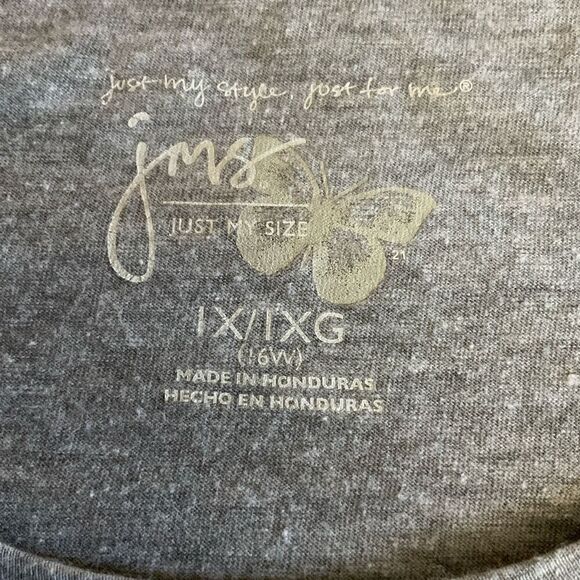 just my style. just for me®
jms
JUST MY SIZE
21
1X/1XG
(16W)
MADE IN HONDURAS
HECHO EN HONDURAS